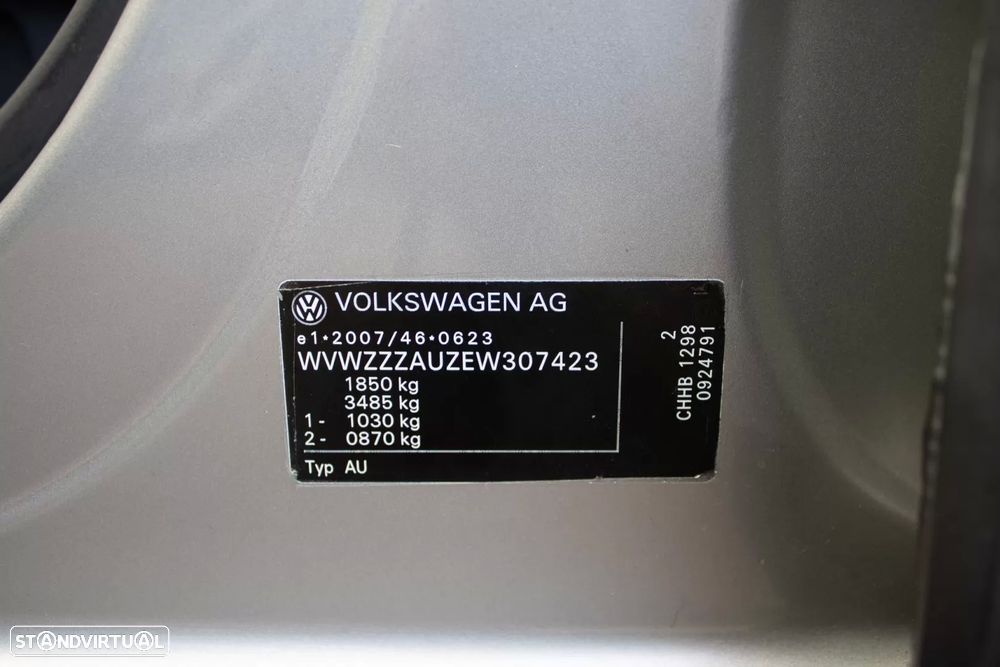 VOLKSWAGEN AG
e1*2007/46*0623
WVWZZZAUZEW307423
1850 kg
3485 kg
1- 1030 kg
2- 0870 kg
Typ AU
2
CHHB 1298
0924791
STANDVIRTUAL